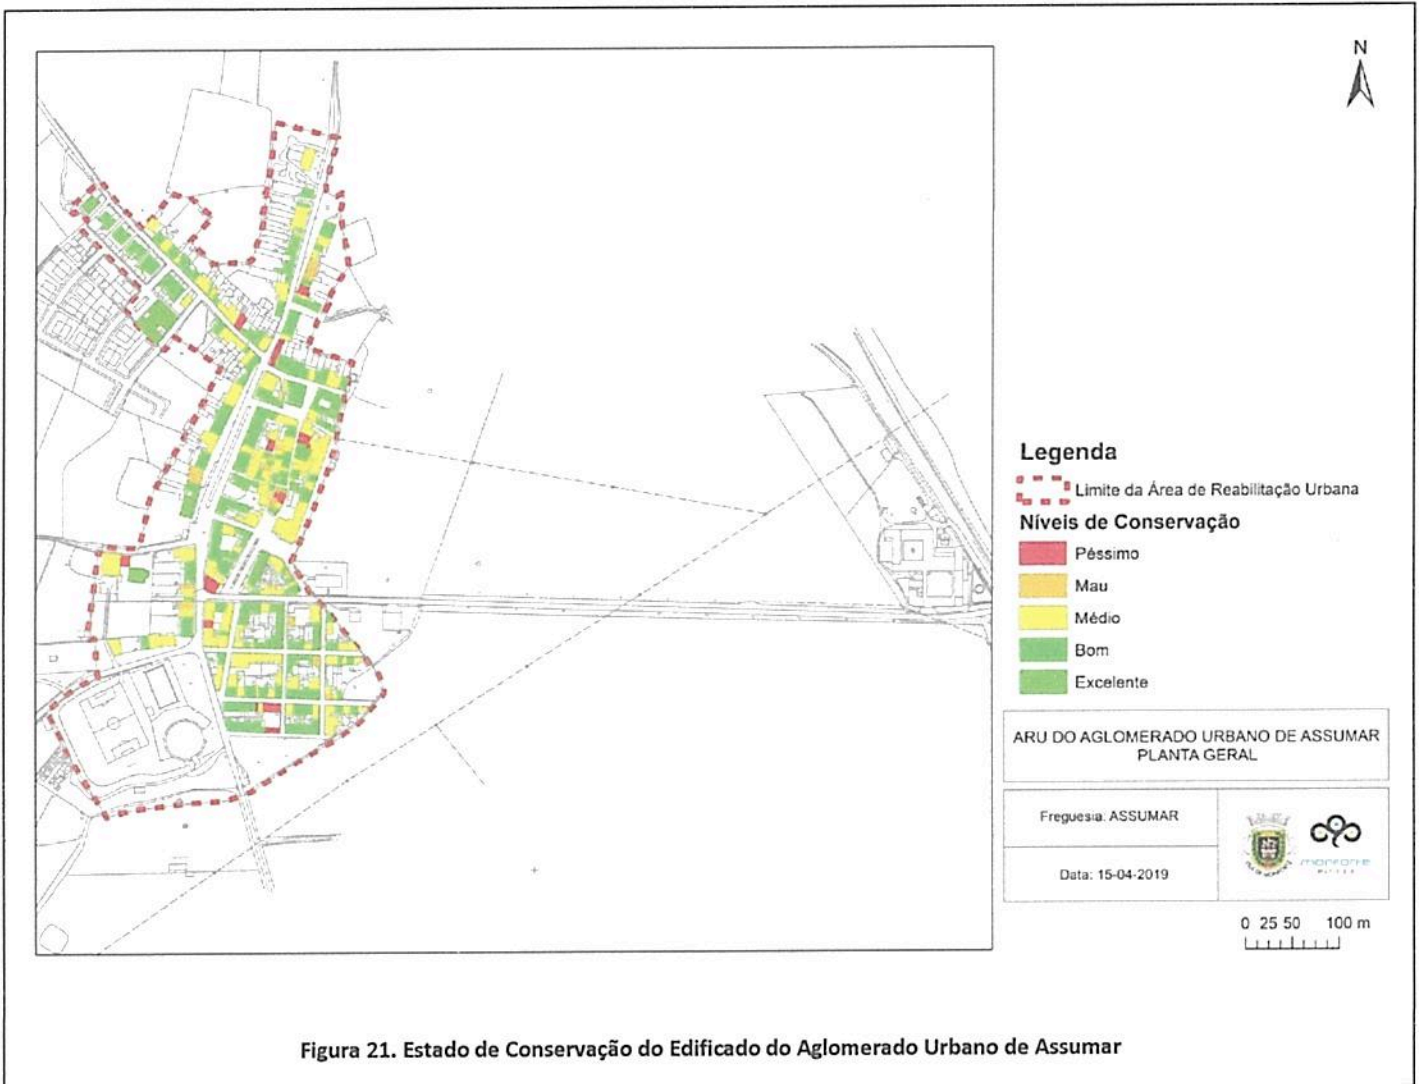 N
Legenda
Limite da Área de Reabilitação Urbana
Níveis de Conservação
Péssimo
Mau
Médio
Bom
Excelente
ARU DO AGLOMERADO URBANO DE ASSUMAR
PLANTA GERAL
Freguesia: ASSUMAR
Data: 15-04-2019
0 25 50 100 m
Figura 21. Estado de Conservação do Edificado do Aglomerado Urbano de Assumar